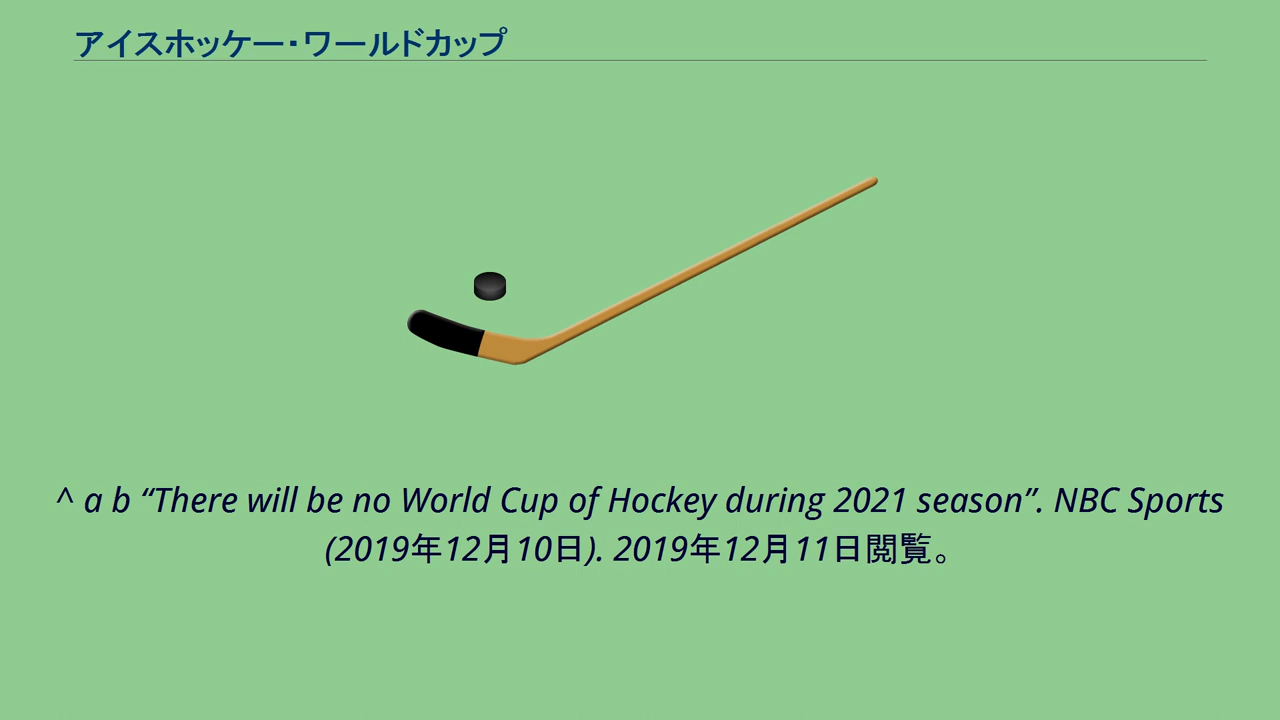 アイスホッケー・ワールドカップ
^ a b “There will be no World Cup of Hockey during 2021 season”. NBC Sports
(2019年12月10日). 2019年12月11日閲覧。